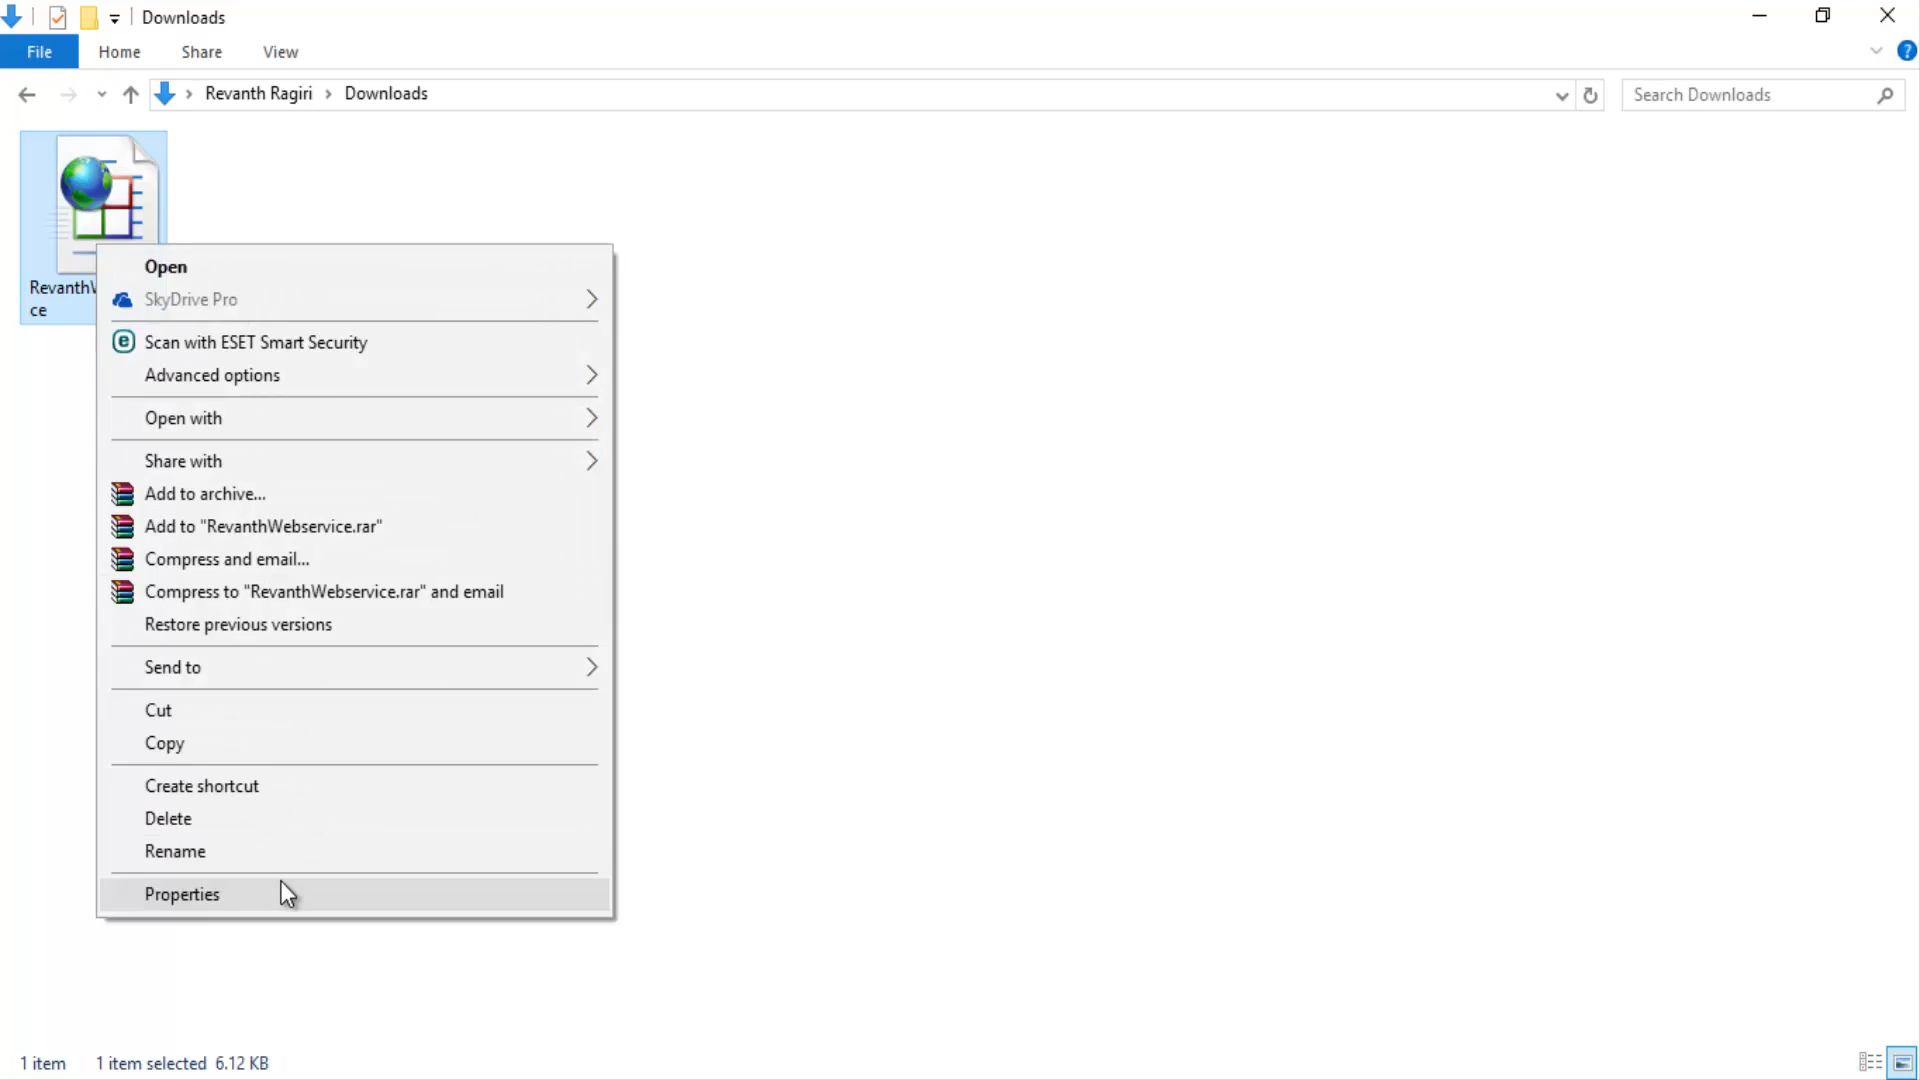 Downloads
File Home Share View
Revanth Ragiri Downloads Search Downloads
RevanthW
ce
Open
SkyDrive Pro
Scan with ESET Smart Security
Advanced options
Open with
Share with
Add to archive...
Add to "RevanthWebservice.rar"
Compress and email...
Compress to "RevanthWebservice.rar" and email
Restore previous versions
Send to
Cut
Copy
Create shortcut
Delete
Rename
Properties
1 item 1 item selected 6.12 KB